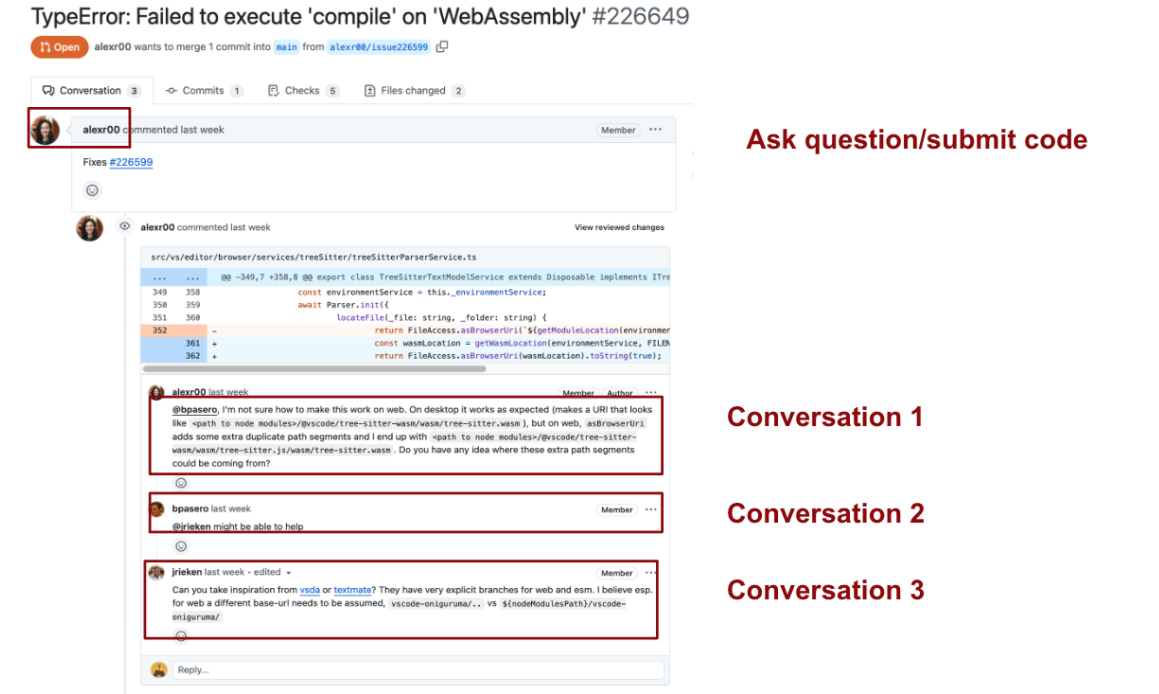 TypeError: Failed to execute 'compile' on 'WebAssembly' #226649
Open alexr00 wants to merge 1 commit into main from alexr00/issue226599
Conversation 3 Commits 1 Checks 5 Files changed 2
alexr00 commented last week Member ...
Ask question/submit code
Fixes #226599
alexr00 commented last week View reviewed changes
src/vs/editor/browser/services/treeSitter/treeSitterParserService.ts
... ... @@ -349,7 +358,8 @@ export class TreeSitterTextModelService extends Disposable implements ITre
349 358 const environmentService = this._environmentService;
350 359 await Parser.init({
351 360 locateFile(_file: string, _folder: string) {
352 - return FileAccess.asBrowserUri(`${getModuleLocation(environmen
361 + const wasmLocation = getWasmLocation(environmentService, FILEN
362 + return FileAccess.asBrowserUri(wasmLocation).toString(true);
alexr00 last week Member Author ...
@bpasero, I'm not sure how to make this work on web. On desktop it works as expected (makes a URI that looks
like <path to node modules>/@vscode/tree-sitter-wasm/wasm/tree-sitter.wasm ), but on web, asBrowserUri
adds some extra duplicate path segments and I end up with <path to node modules>/@vscode/tree-sitter-
wasm/wasm/tree-sitter.js/wasm/tree-sitter.wasm . Do you have any idea where these extra path segments
could be coming from?
Conversation 1
bpasero last week Member ...
@jrieken might be able to help
Conversation 2
jrieken last week • edited Member ...
Can you take inspiration from vsda or textmate? They have very explicit branches for web and esm. I believe esp.
for web a different base-url needs to be assumed, vscode-oniguruma/.. vs ${nodeModulesPath}/vscode-
oniguruma/
Conversation 3
Reply...